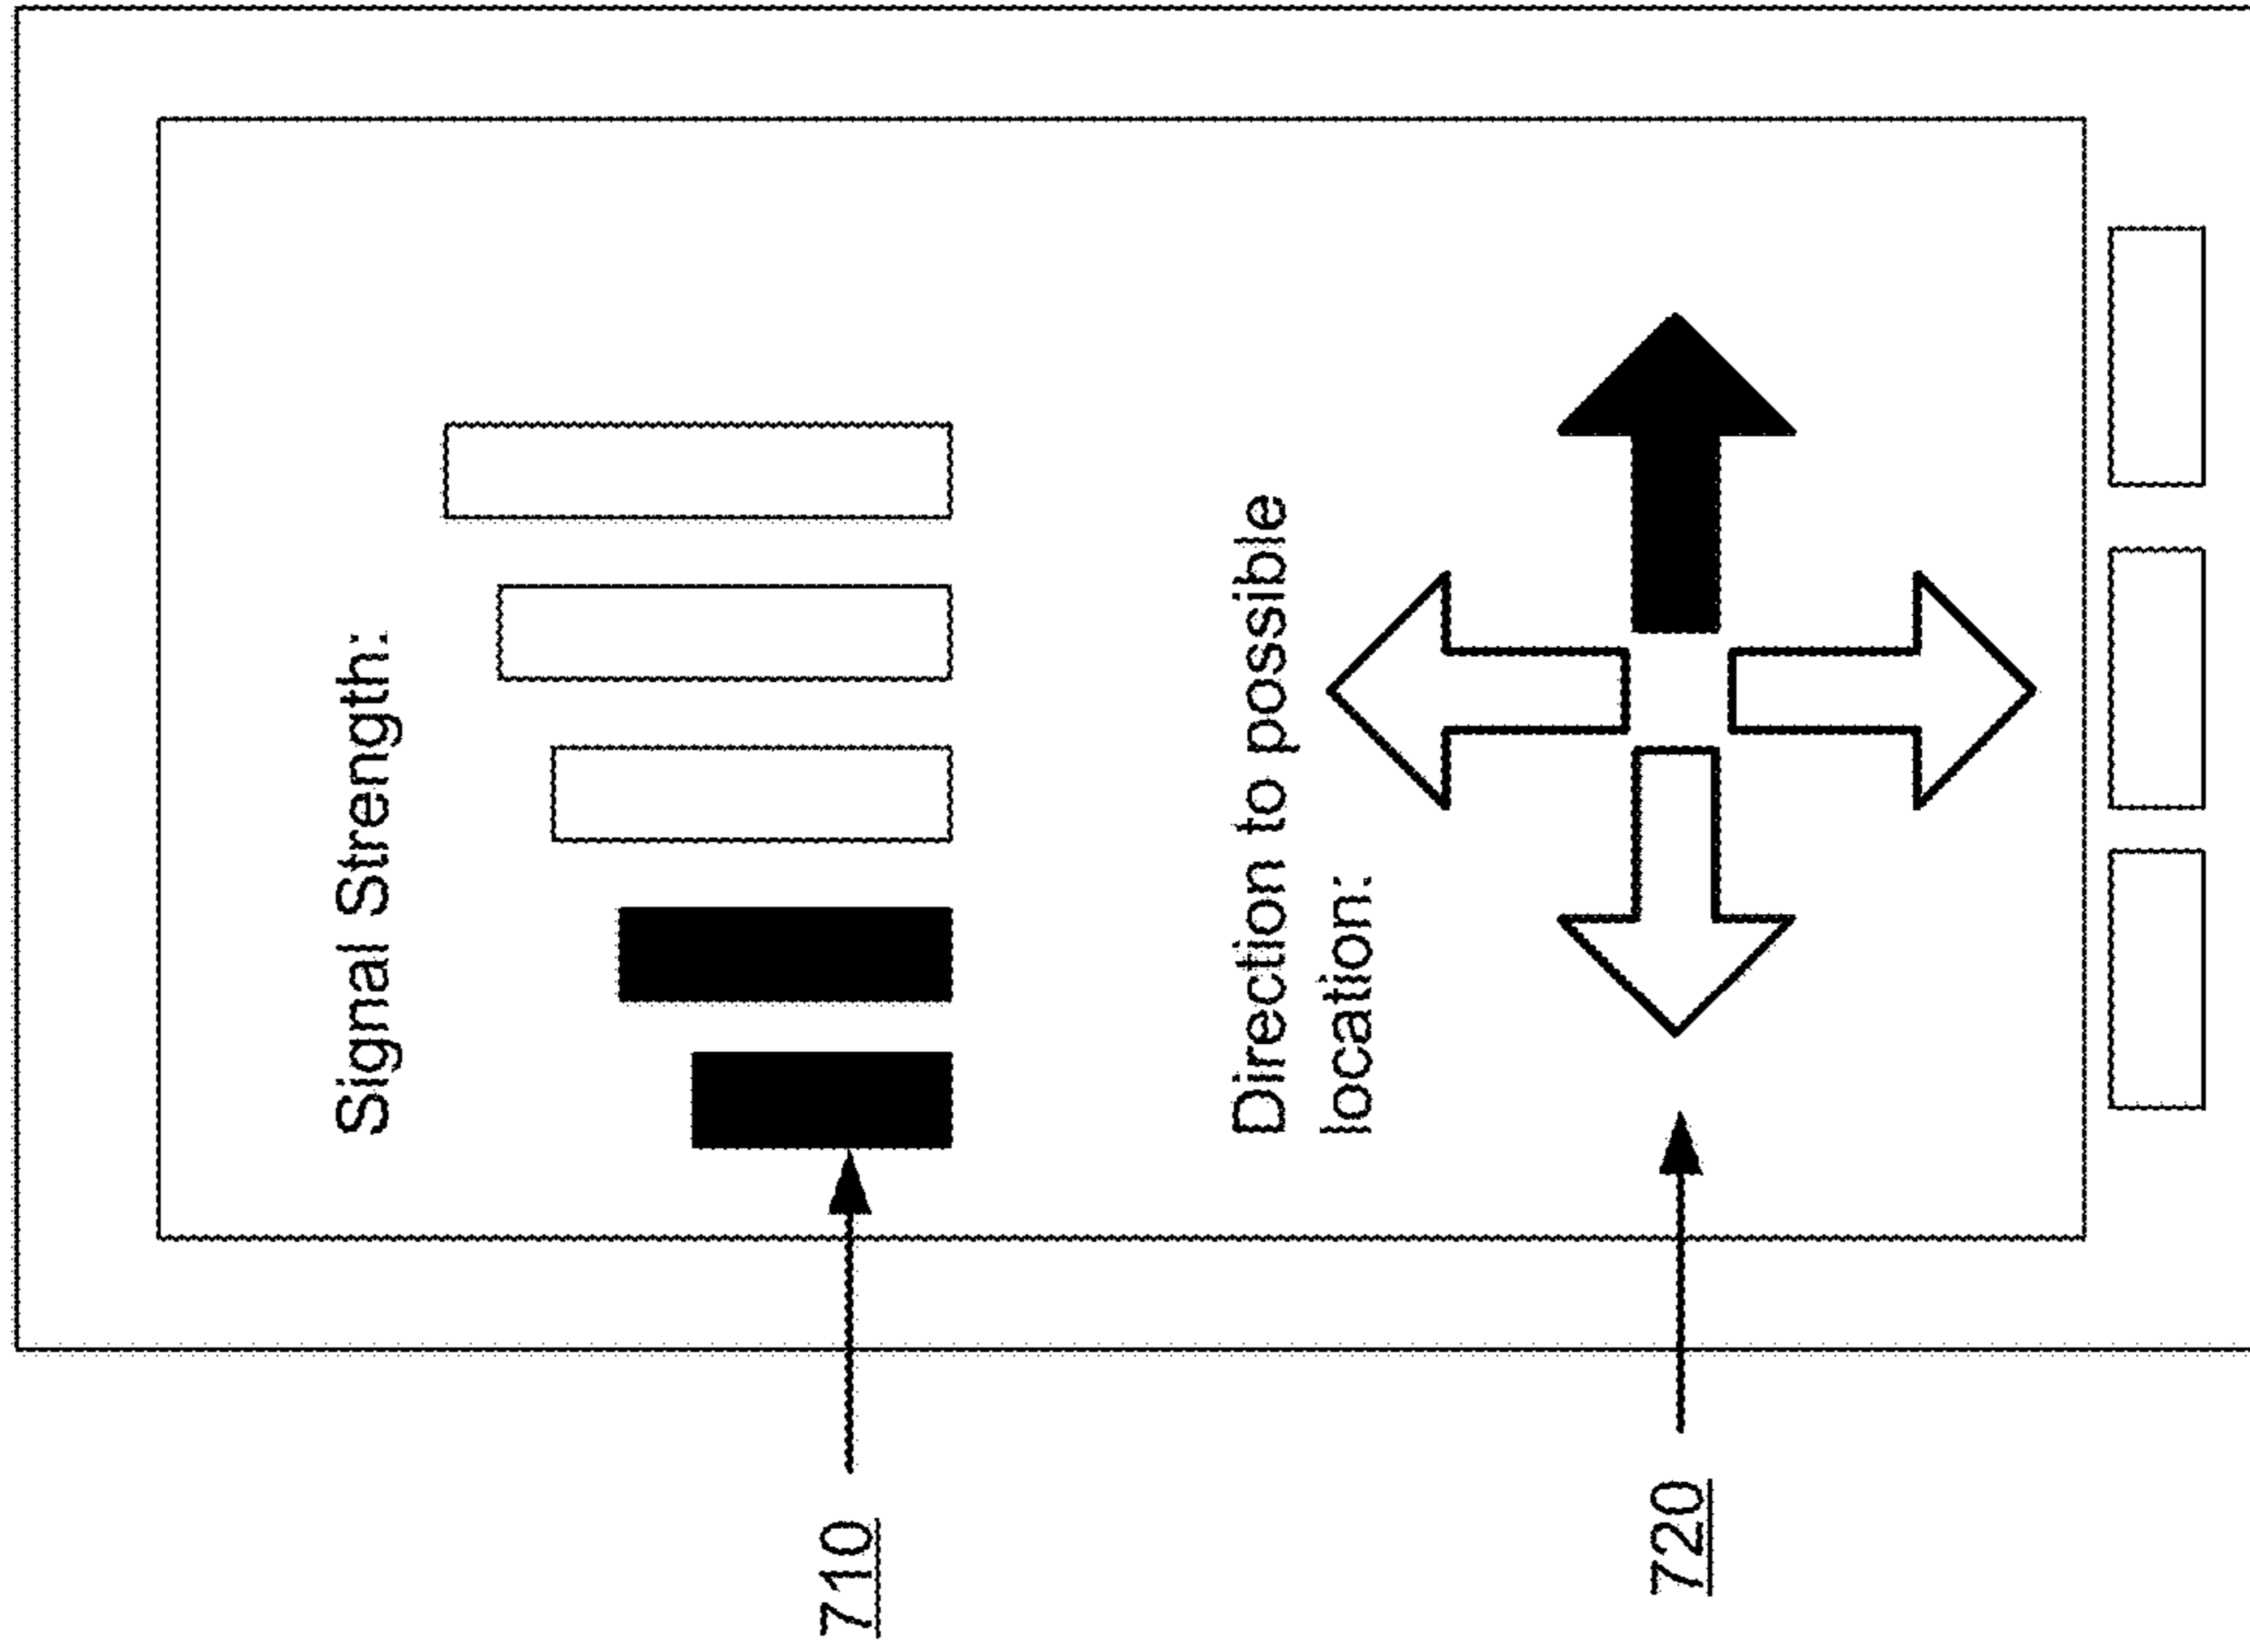 Signal Strength:
710
Direction to possible
location:
720